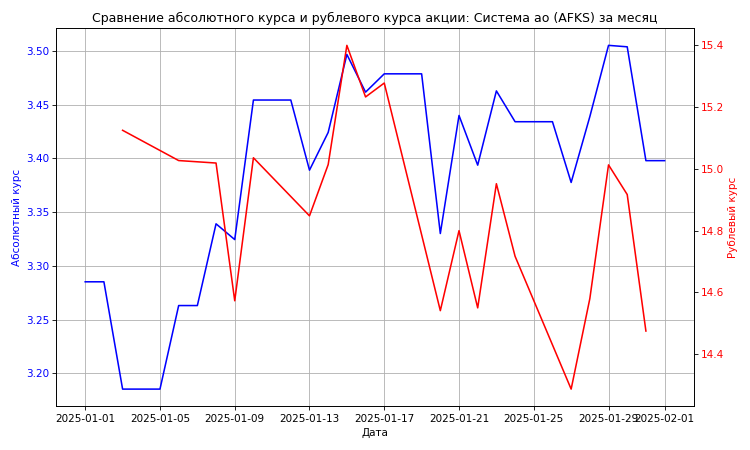 Сравнение абсолютного курса и рублевого курса акции: Система ао (AFKS) за месяц
Абсолютный курс
3.50
3.45
3.40
3.35
3.30
3.25
3.20
15.4
15.2
15.0
14.8
14.6
14.4
Рублевый курс
2025-01-01 2025-01-05 2025-01-09 2025-01-13 2025-01-17 2025-01-21 2025-01-25 2025-01-29 2025-02-01
Дата